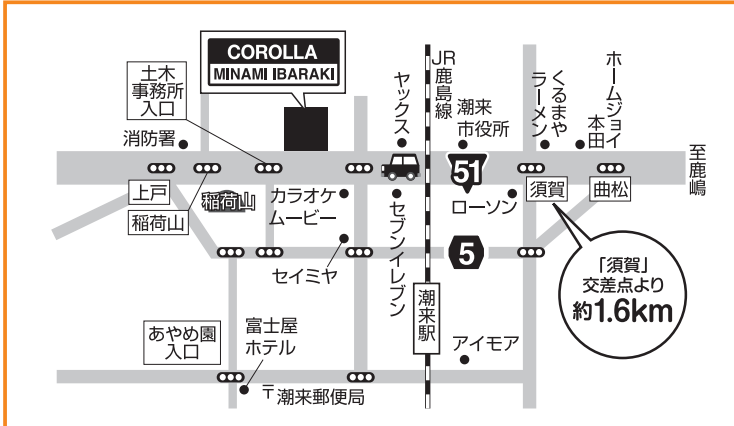 COROLLA
MINAMI IBARAKI
土木
事務所
入口
消防署
ヤックス
JR鹿島線
潮来
市役所
くるまや
ラーメン
ホームジョイ
本田
至鹿嶋
51
上戸
稲荷山
稲荷山
カラオケ
ムービー
セブンイレブン
ローソン
須賀
曲松
セイミヤ
5
「須賀」
交差点より
約1.6km
潮来駅
あやめ園
入口
富士屋
ホテル
アイモア
〒潮来郵便局